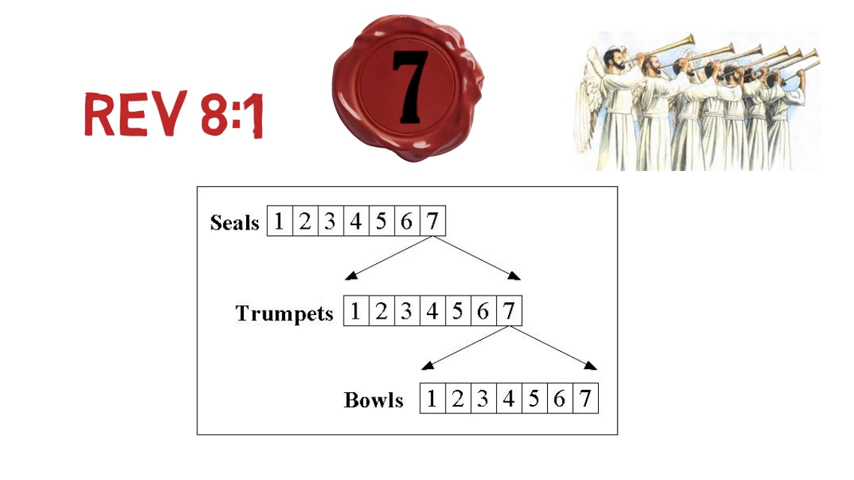 REV 8:1
7
Seals 1 2 3 4 5 6 7
Trumpets 1 2 3 4 5 6 7
Bowls 1 2 3 4 5 6 7